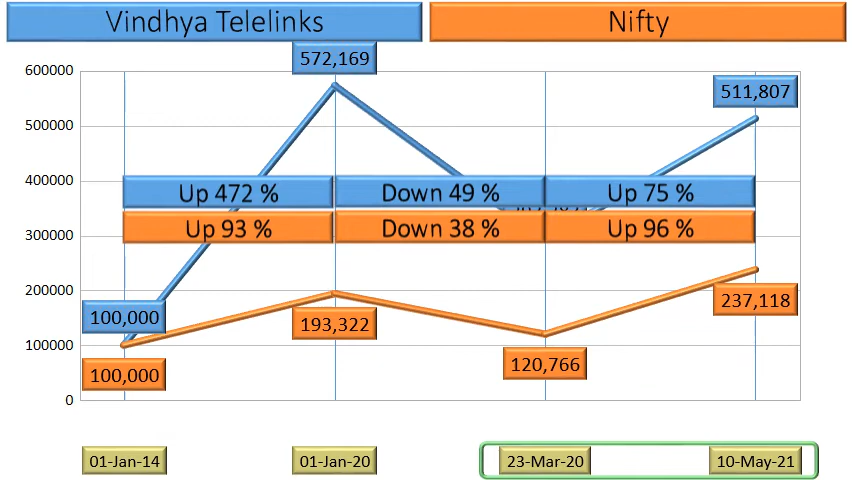 Vindhya Telelinks
Nifty
572,169
600000
511,807
500000
400000
Up 472 %
Down 49 %
Up 75 %
Up 93 %
Down 38 %
Up 96 %
300000
200000
237,118
100,000
193,322
100000
120,766
100,000
0
01-Jan-14
01-Jan-20
23-Mar-20
10-May-21